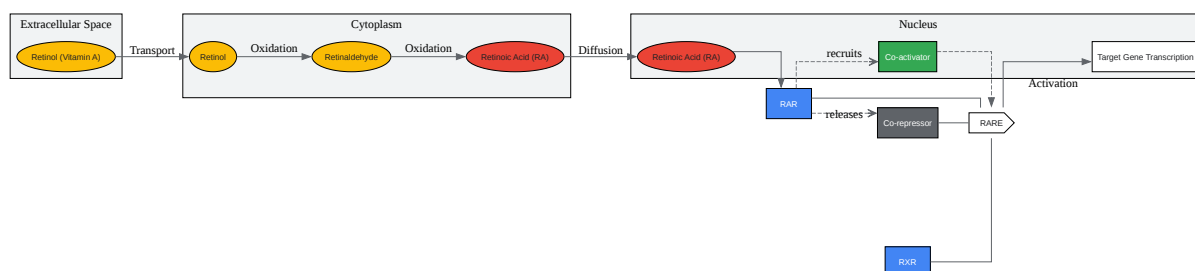 Extracellular Space
Cytoplasm
Nucleus
Retinol (Vitamin A)
Transport
Retinol
Oxidation
Retinaldehyde
Oxidation
Retinoic Acid (RA)
Diffusion
Retinoic Acid (RA)
recruits
Co-activator
Target Gene Transcription
Activation
RAR
releases
Co-repressor
RARE
RXR